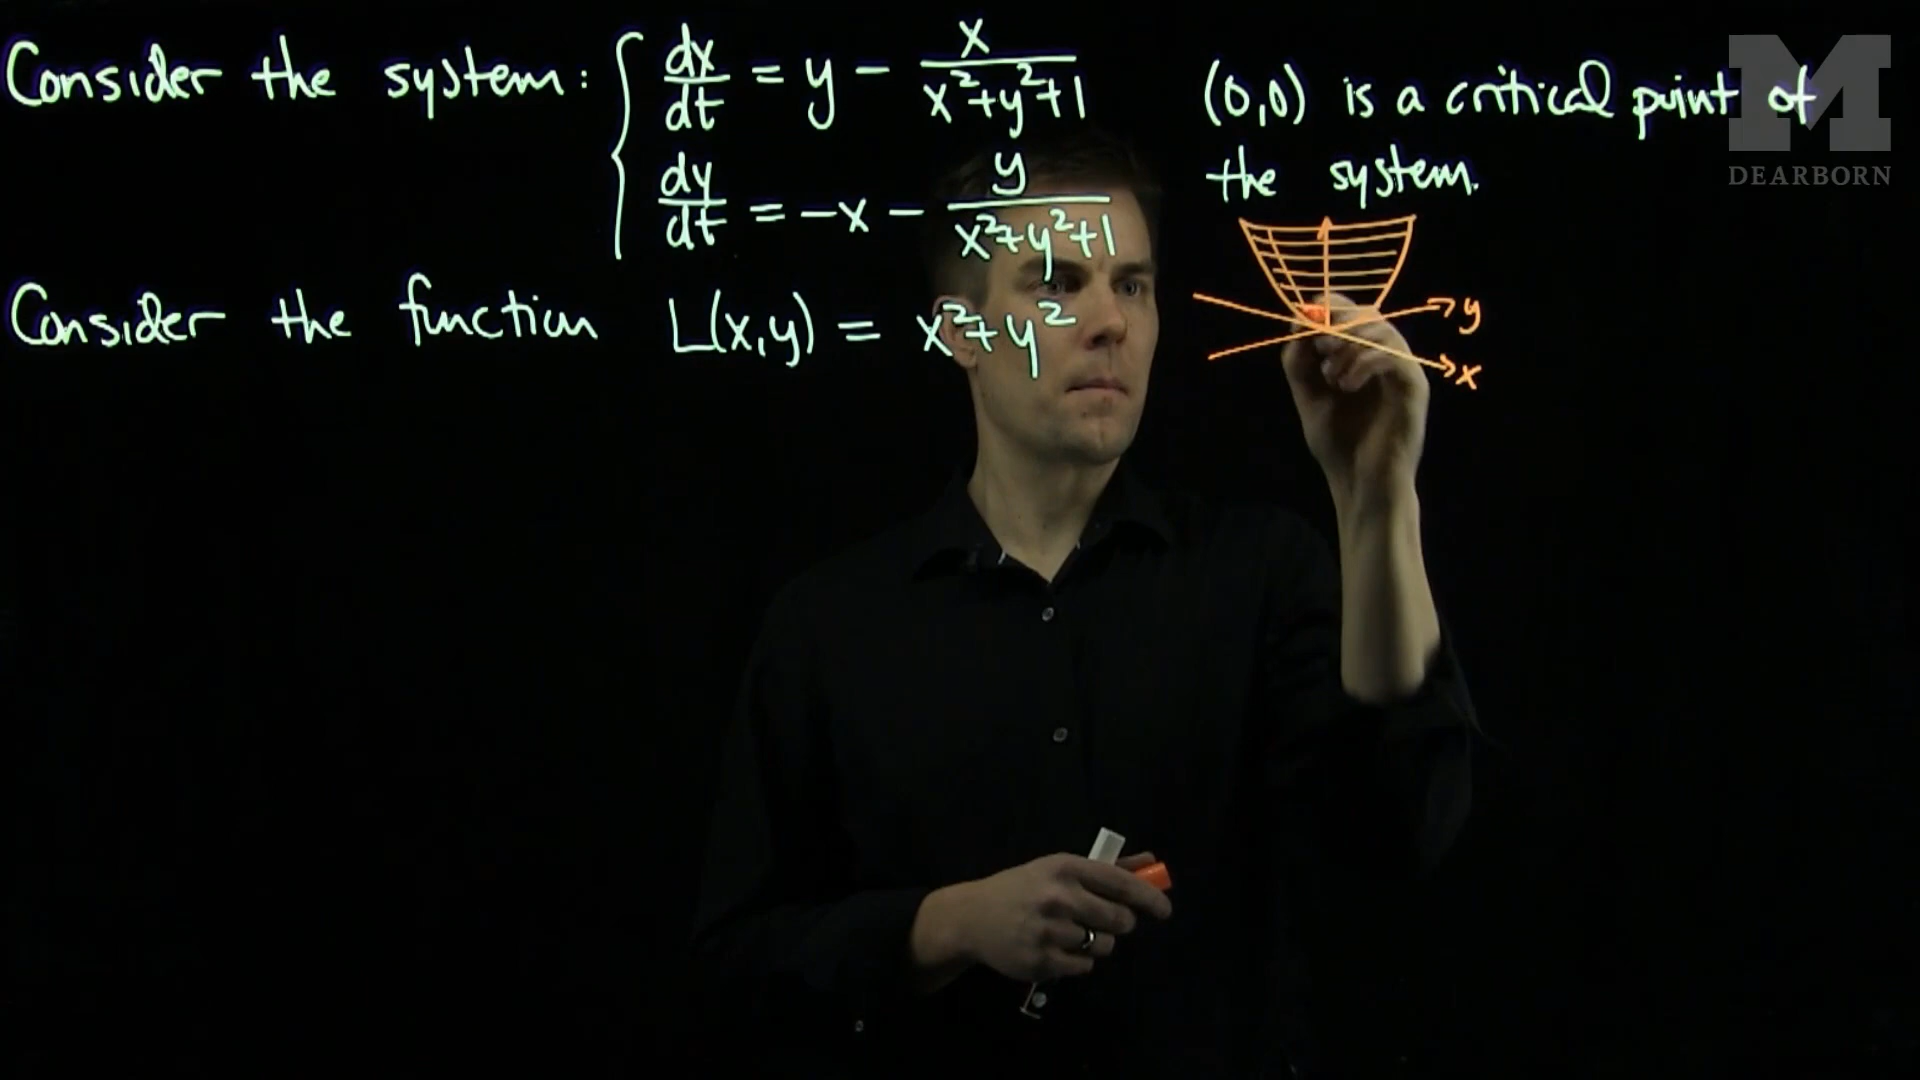 Consider the system: { dx/dt = y - x/(x²+y²+1)
dy/dt = -x - y/(x²+y²+1)
(0,0) is a critical point of
the system.
Consider the function L(x,y) = x²+y²
y
x
M
DEARBORN